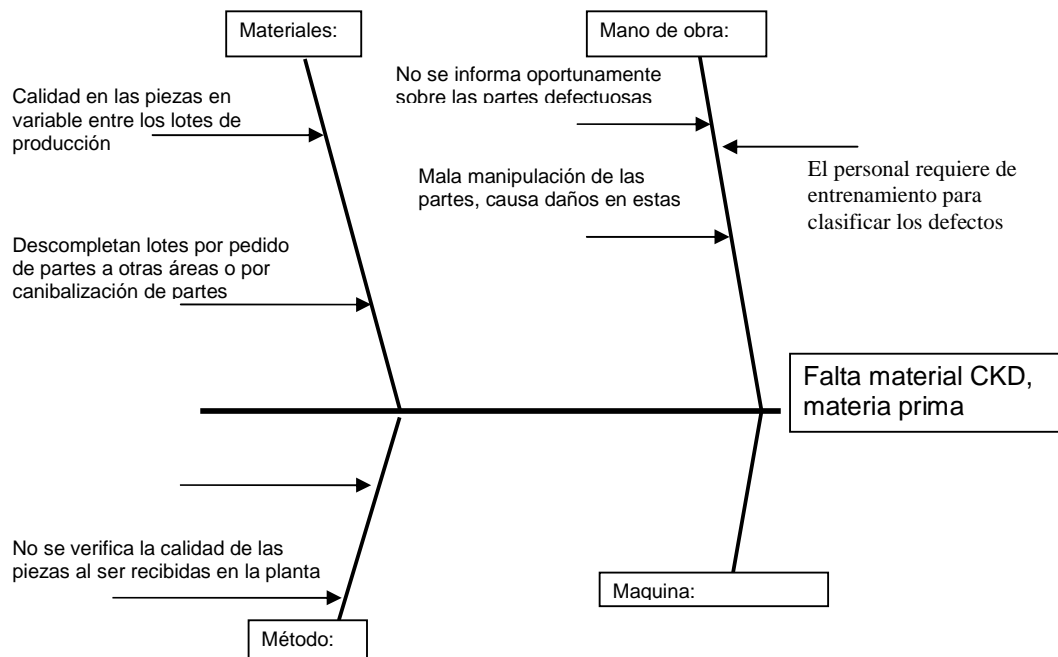 Materiales:
Mano de obra:
No se informa oportunamente
sobre las partes defectuosas
Calidad en las piezas en
variable entre los lotes de
producción
El personal requiere de
entrenamiento para
clasificar los defectos
Mala manipulación de las
partes, causa daños en estas
Descompletan lotes por pedido
de partes a otras áreas o por
canibalización de partes
Falta material CKD,
materia prima
No se verifica la calidad de las
piezas al ser recibidas en la planta
Maquina:
Método: